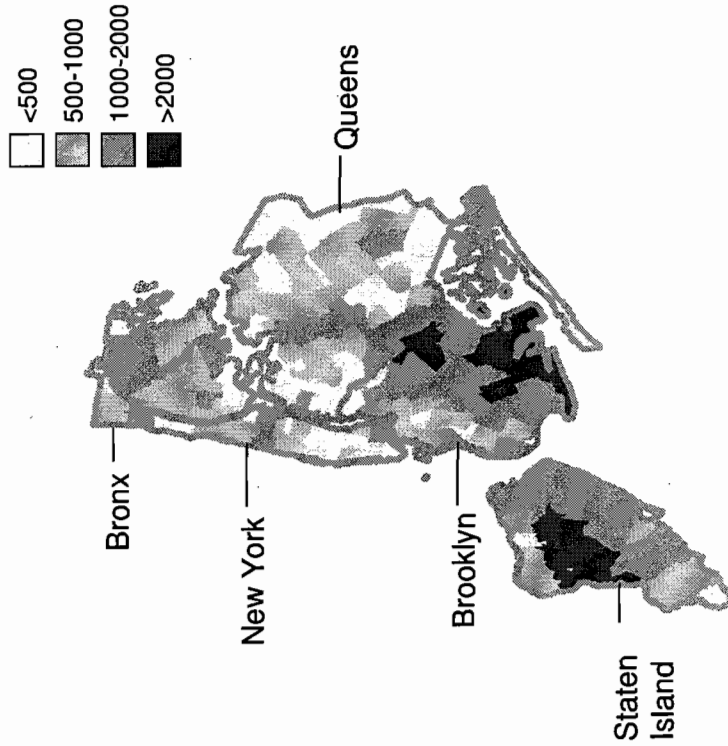 <500
500-1000
1000-2000
>2000
Bronx
New York
Queens
Brooklyn
Staten
Island